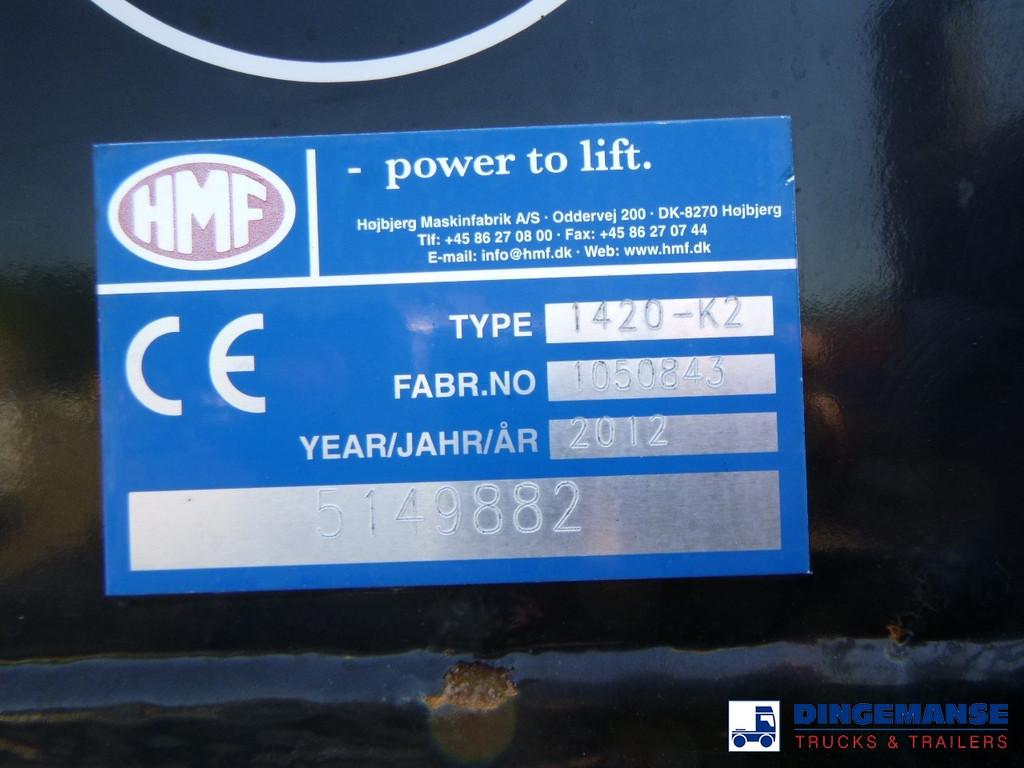 HMF
- power to lift.
Højbjerg Maskinfabrik A/S · Oddervej 200 · DK-8270 Højbjerg
Tlf: +45 86 27 08 00 · Fax: +45 86 27 07 44
E-mail: info@hmf.dk · Web: www.hmf.dk
CE
TYPE 1420-K2
FABR.NO 1050843
YEAR/JAHR/ÅR 2012
5149882
DINGEMANSE
TRUCKS & TRAILERS